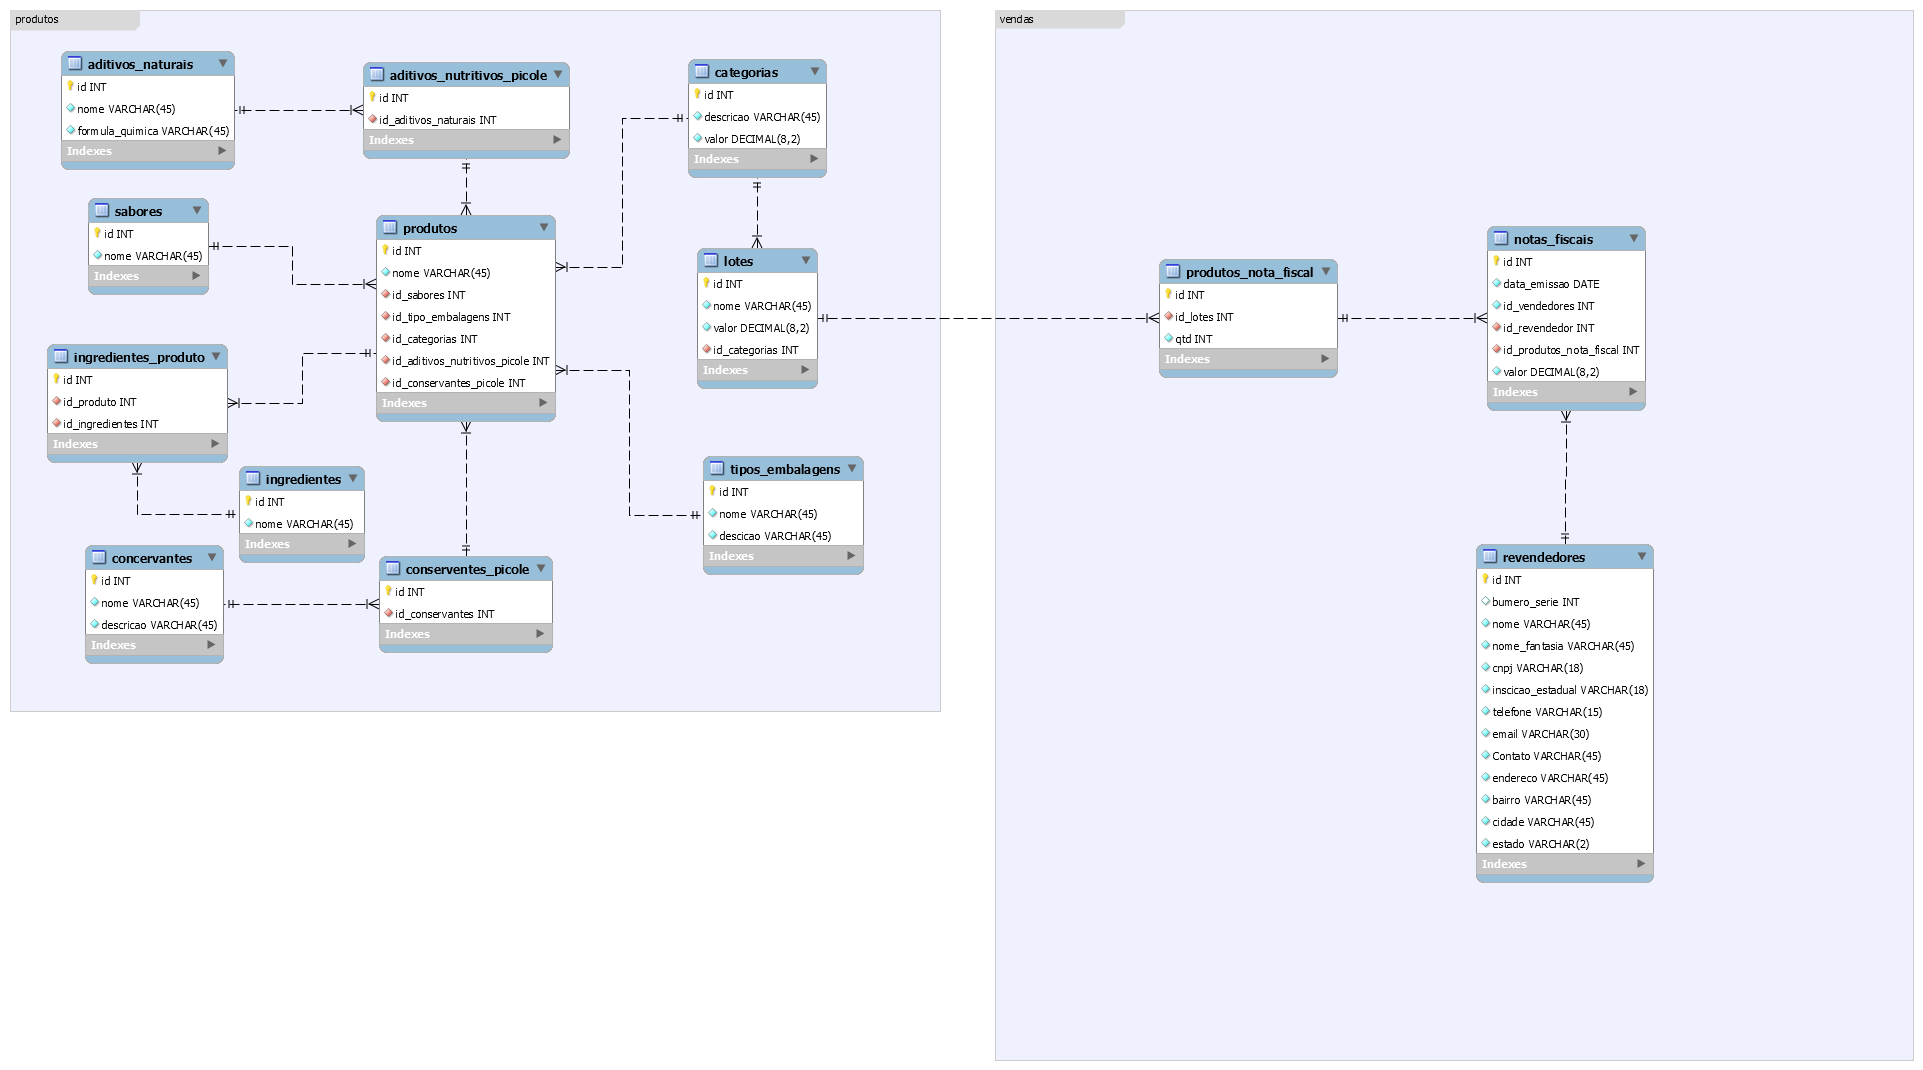 produtos
aditivos_naturais
id INT
nome VARCHAR(45)
formula_quimica VARCHAR(45)
Indexes
aditivos_nutritivos_picole
id INT
id_aditivos_naturais INT
Indexes
categorias
id INT
descricao VARCHAR(45)
valor DECIMAL(8,2)
Indexes
sabores
id INT
nome VARCHAR(45)
Indexes
produtos
id INT
nome VARCHAR(45)
id_sabores INT
id_tipo_embalagens INT
id_categorias INT
id_aditivos_nutritivos_picole INT
id_conservantes_picole INT
Indexes
lotes
id INT
nome VARCHAR(45)
valor DECIMAL(8,2)
id_categorias INT
Indexes
ingredientes_produto
id INT
id_produto INT
id_ingredientes INT
Indexes
ingredientes
id INT
nome VARCHAR(45)
Indexes
tipos_embalagens
id INT
nome VARCHAR(45)
descicao VARCHAR(45)
Indexes
concervantes
id INT
nome VARCHAR(45)
descricao VARCHAR(45)
Indexes
conserventes_picole
id INT
id_conservantes INT
Indexes
vendas
produtos_nota_fiscal
id INT
id_lotes INT
qtd INT
Indexes
notas_fiscais
id INT
data_emissao DATE
id_vendedores INT
id_revendedor INT
id_produtos_nota_fiscal INT
valor DECIMAL(8,2)
Indexes
revendedores
id INT
bumero_serie INT
nome VARCHAR(45)
nome_fantasia VARCHAR(45)
cnpj VARCHAR(18)
inscicao_estadual VARCHAR(18)
telefone VARCHAR(15)
email VARCHAR(30)
Contato VARCHAR(45)
endereco VARCHAR(45)
bairro VARCHAR(45)
cidade VARCHAR(45)
estado VARCHAR(2)
Indexes